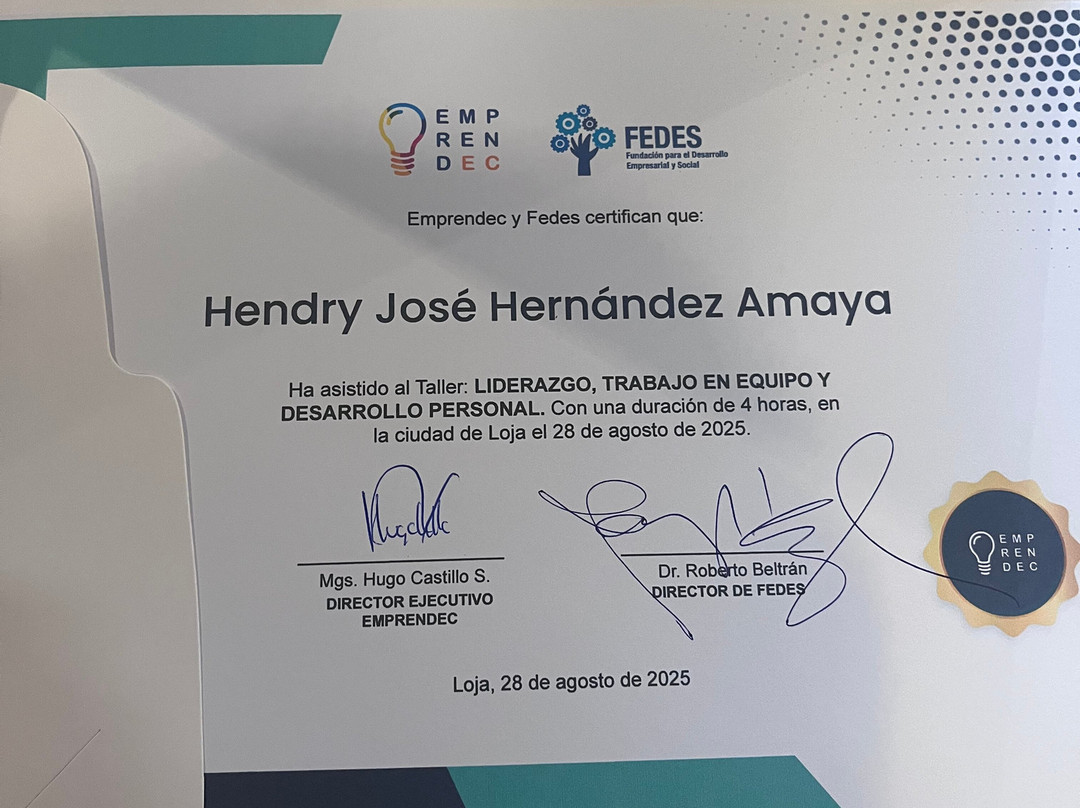 EMP
REN
DEC
FEDES
Fundación para el Desarrollo
Empresarial y Social
Emprendec y Fedes certifican que:
Hendry José Hernández Amaya
Ha asistido al Taller: LIDERAZGO, TRABAJO EN EQUIPO Y
DESARROLLO PERSONAL. Con una duración de 4 horas, en
la ciudad de Loja el 28 de agosto de 2025.
Mgs. Hugo Castillo S.
DIRECTOR EJECUTIVO
EMPRENDEC
Dr. Roberto Beltrán
DIRECTOR DE FEDES
EMP
REN
DEC
Loja, 28 de agosto de 2025